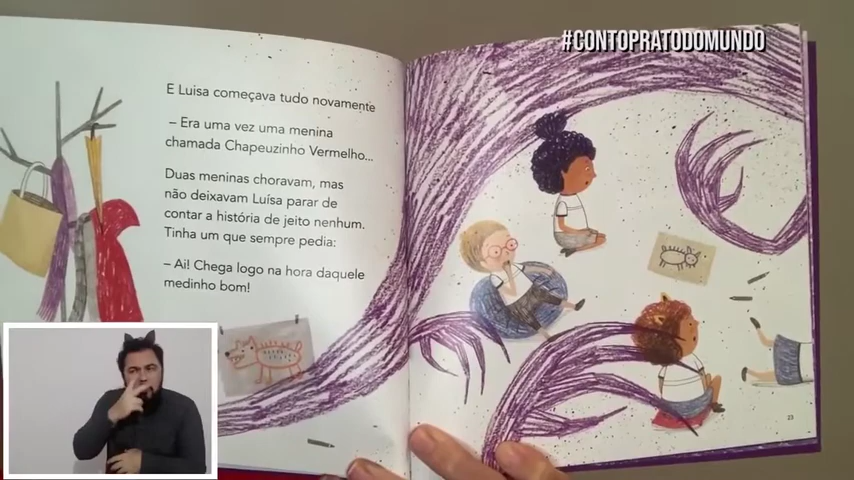 #CONTOPRATODOMUNDO
E Luisa começava tudo novamente
– Era uma vez uma menina
chamada Chapeuzinho Vermelho...
Duas meninas choravam, mas
não deixavam Luísa parar de
contar a história de jeito nenhum.
Tinha um que sempre pedia:
– Ai! Chega logo na hora daquele
medinho bom!
23